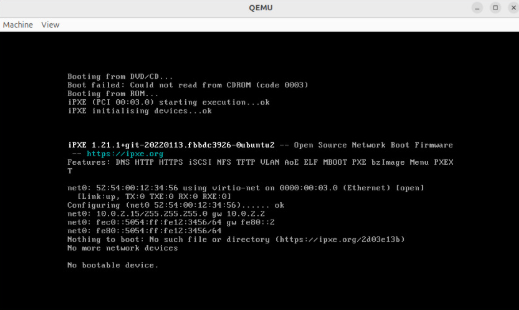 QEMU
Machine View
Booting from DVD/CD...
Boot failed: Could not read from CDROM (code 0003)
Booting from ROM...
iPXE (PCI 00:03.0) starting execution...ok
iPXE initialising devices...ok
iPXE 1.21.1+git-20220113.fbbdc3926-0ubuntu2 -- Open Source Network Boot Firmware
-- https://ipxe.org
Features: DNS HTTP HTTPS iSCSI NFS TFTP VLAN AoE ELF MBOOT PXE bzImage Menu PXEX
T
net0: 52:54:00:12:34:56 using virtio-net on 0000:00:03.0 (Ethernet) [open]
[Link:up, TX:0 TXE:0 RX:0 RXE:0]
Configuring (net0 52:54:00:12:34:56)...... ok
net0: 10.0.2.15/255.255.255.0 gw 10.0.2.2
net0: fec0::5054:ff:fe12:3456/64 gw fe80::2
net0: fe80::5054:ff:fe12:3456/64
Nothing to boot: No such file or directory (https://ipxe.org/2d03e13b)
No more network devices
No bootable device.